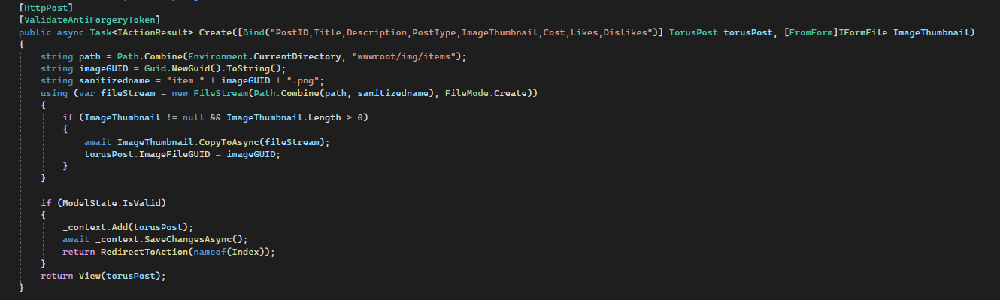 [HttpPost]
[ValidateAntiForgeryToken]
public async Task<IActionResult> Create([Bind("PostID,Title,Description,PostType,ImageThumbnail,Cost,Likes,Dislikes")] TorusPost torusPost, [FromForm]IFormFile ImageThumbnail)
{
    string path = Path.Combine(Environment.CurrentDirectory, "wwwroot/img/items");
    string imageGUID = Guid.NewGuid().ToString();
    string sanitizedname = "item-" + imageGUID + ".png";
    using (var fileStream = new FileStream(Path.Combine(path, sanitizedname), FileMode.Create))
    {
        if (ImageThumbnail != null && ImageThumbnail.Length > 0)
        {
            await ImageThumbnail.CopyToAsync(fileStream);
            torusPost.ImageFileGUID = imageGUID;
        }
    }
    if (ModelState.IsValid)
    {
        _context.Add(torusPost);
        await _context.SaveChangesAsync();
        return RedirectToAction(nameof(Index));
    }
    return View(torusPost);
}